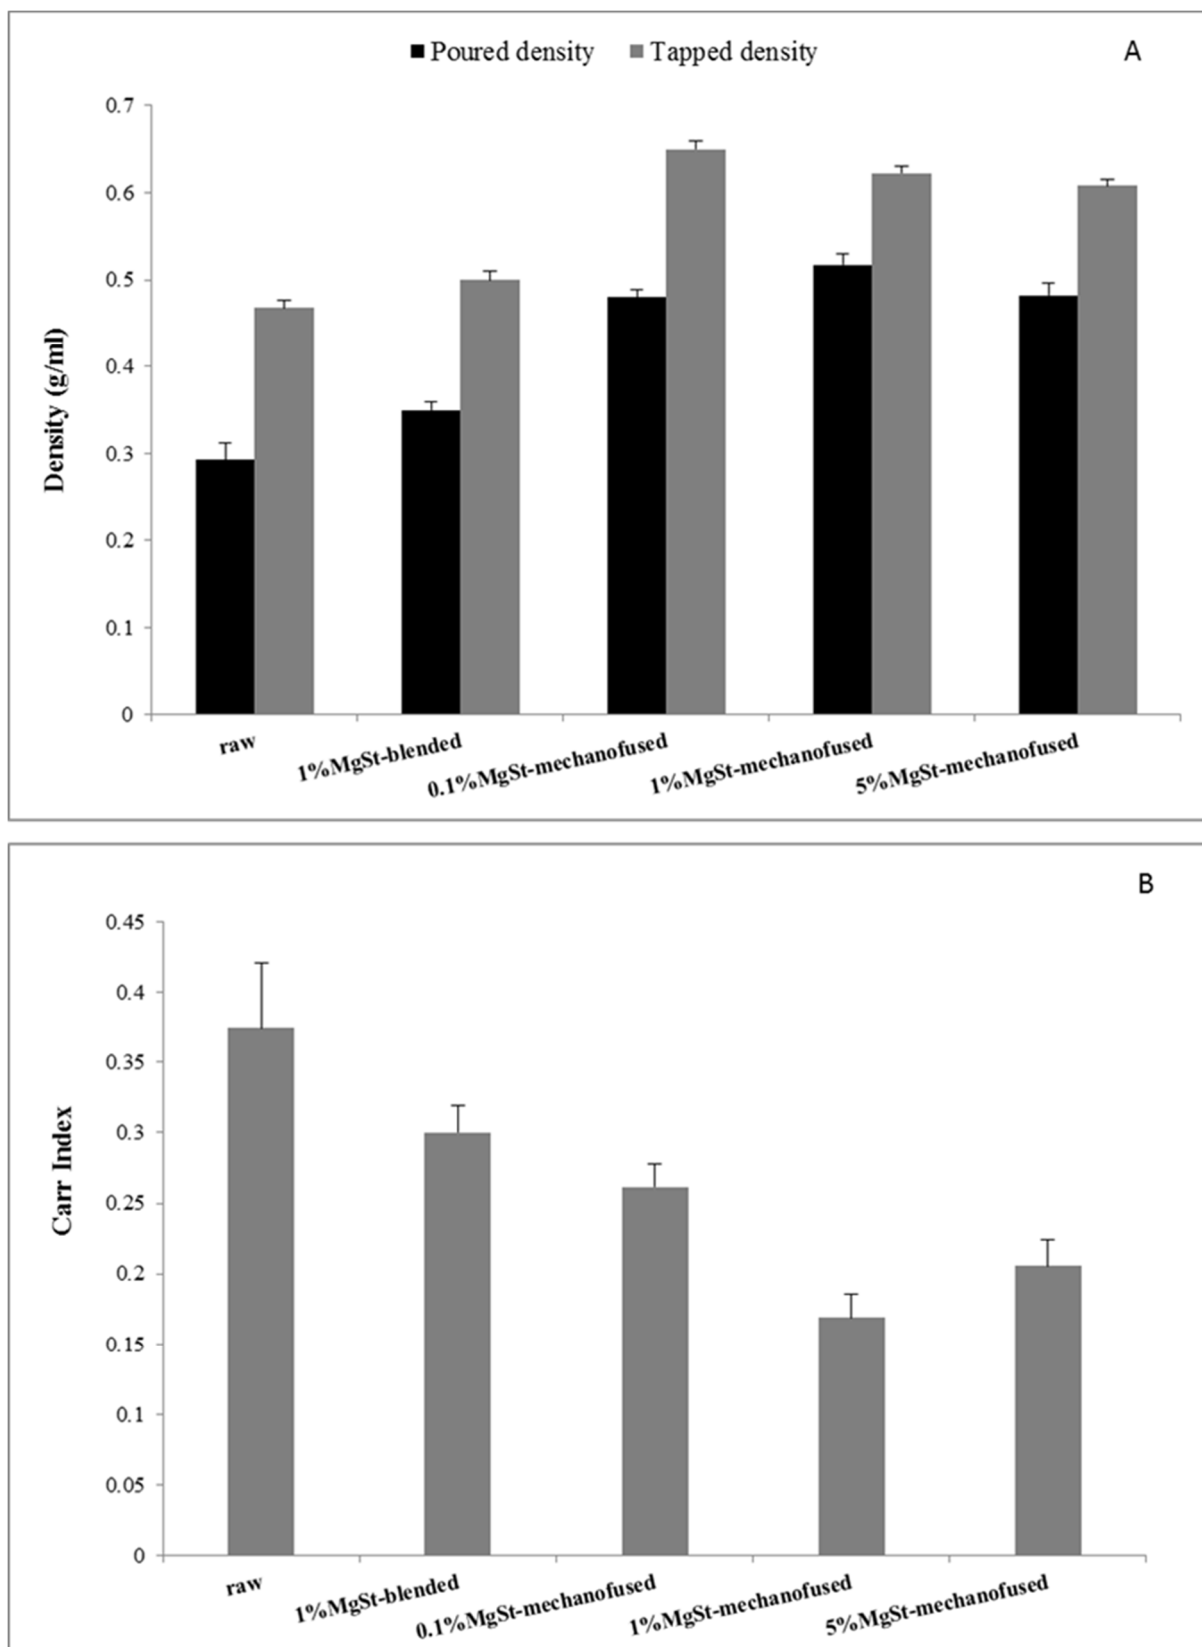 Poured density Tapped density A
0.7
0.6
0.5
0.4
0.3
0.2
0.1
0
Density (g/ml)
raw
1%MgSt-blended
0.1%MgSt-mechanofused
1%MgSt-mechanofused
5%MgSt-mechanofused
B
0.45
0.4
0.35
0.3
0.25
0.2
0.15
0.1
0.05
0
Carr Index
raw
1%MgSt-blended
0.1%MgSt-mechanofused
1%MgSt-mechanofused
5%MgSt-mechanofused